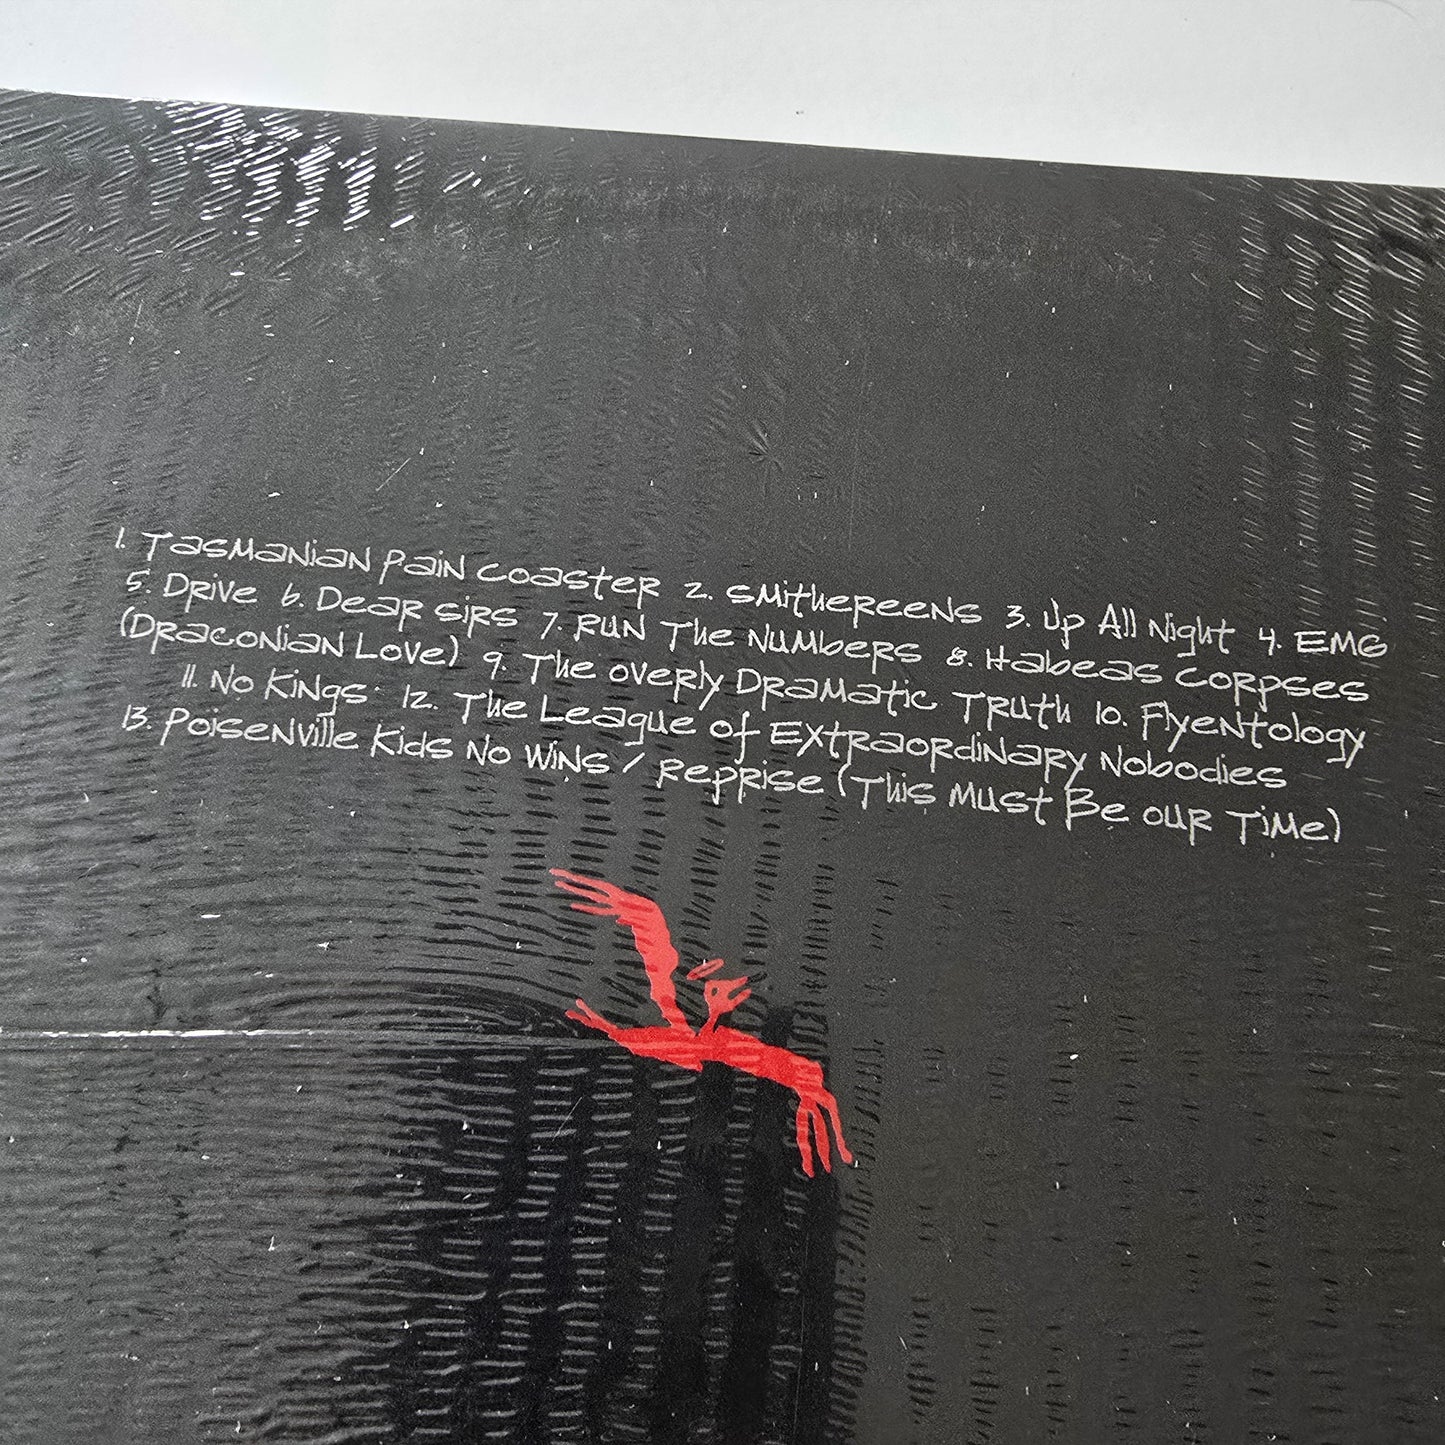 1. Tasmanian Pain Coaster 2. Smithereens 3. Up All Night 4. EMG
5. Drive 6. Dear Sirs 7. Run The Numbers 8. Habeas Corpses
(Draconian Love) 9. The Overly Dramatic Truth 10. Flyentology
11. No Kings 12. The League of Extraordinary Nobodies
13. Poisenville Kids No Wins / Reprise (This Must Be Our Time)